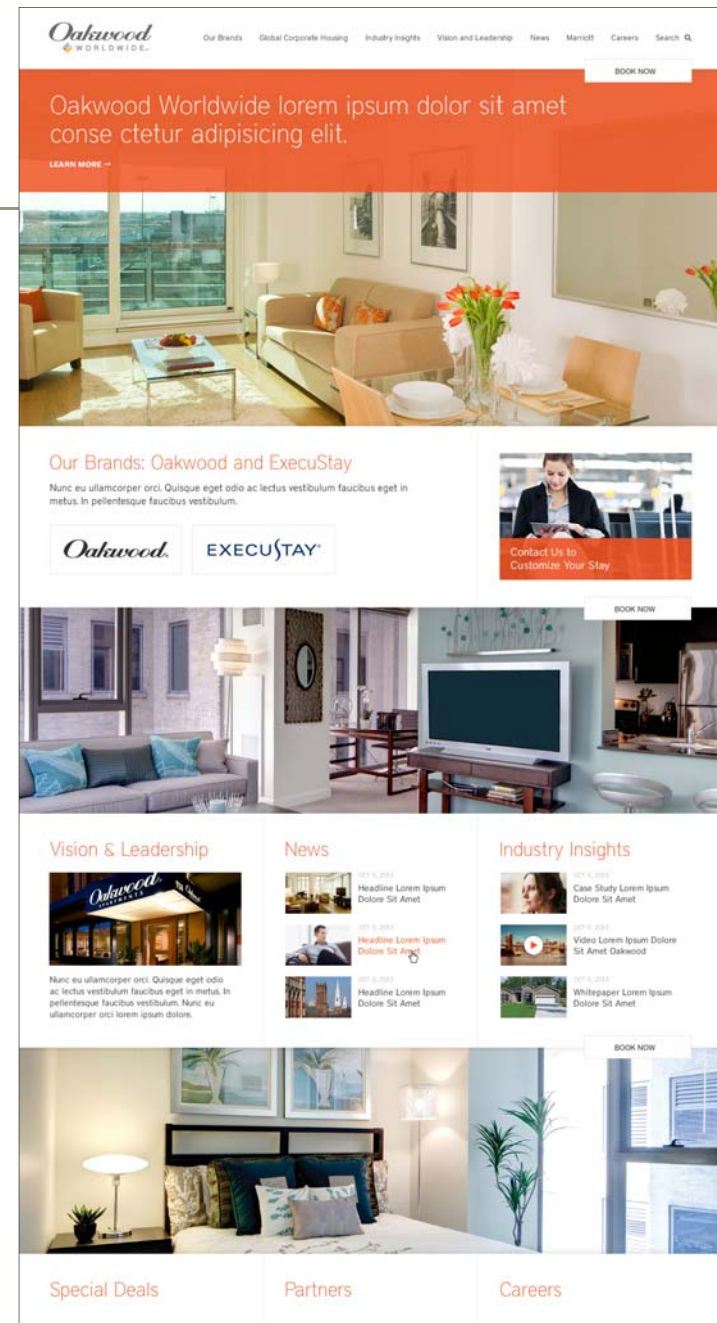 Oakwood
WORLDWIDE
Our Brands Global Corporate Housing Industry Insights Vision and Leadership News Marriott Careers Search
BOOK NOW
Oakwood Worldwide lorem ipsum dolor sit amet
conse ctetur adipisicing elit.
LEARN MORE →
Our Brands: Oakwood and ExecuStay
Nunc eu ullamcorper orci. Quisque eget odio ac lectus vestibulum faucibus eget in
metus. In pellentesque faucibus vestibulum.
Oakwood.
EXECUSTAY
Contact Us to
Customize Your Stay
BOOK NOW
Vision & Leadership
Oakwood
APARTMENTS
Nunc eu ullamcorper orci. Quisque eget odio
ac lectus vestibulum faucibus eget in metus. In
pellentesque faucibus vestibulum. Nunc eu
ullamcorper orci lorem ipsum dolore.
News
Headline Lorem Ipsum
Dolore Sit Amet
Headline Lorem Ipsum
Dolore Sit Amet
Headline Lorem Ipsum
Dolore Sit Amet
Industry Insights
Case Study Lorem Ipsum
Dolore Sit Amet
Video Lorem Ipsum Dolore
Sit Amet Oakwood
Whitepaper Lorem Ipsum
Dolore Sit Amet
BOOK NOW
Special Deals
Partners
Careers